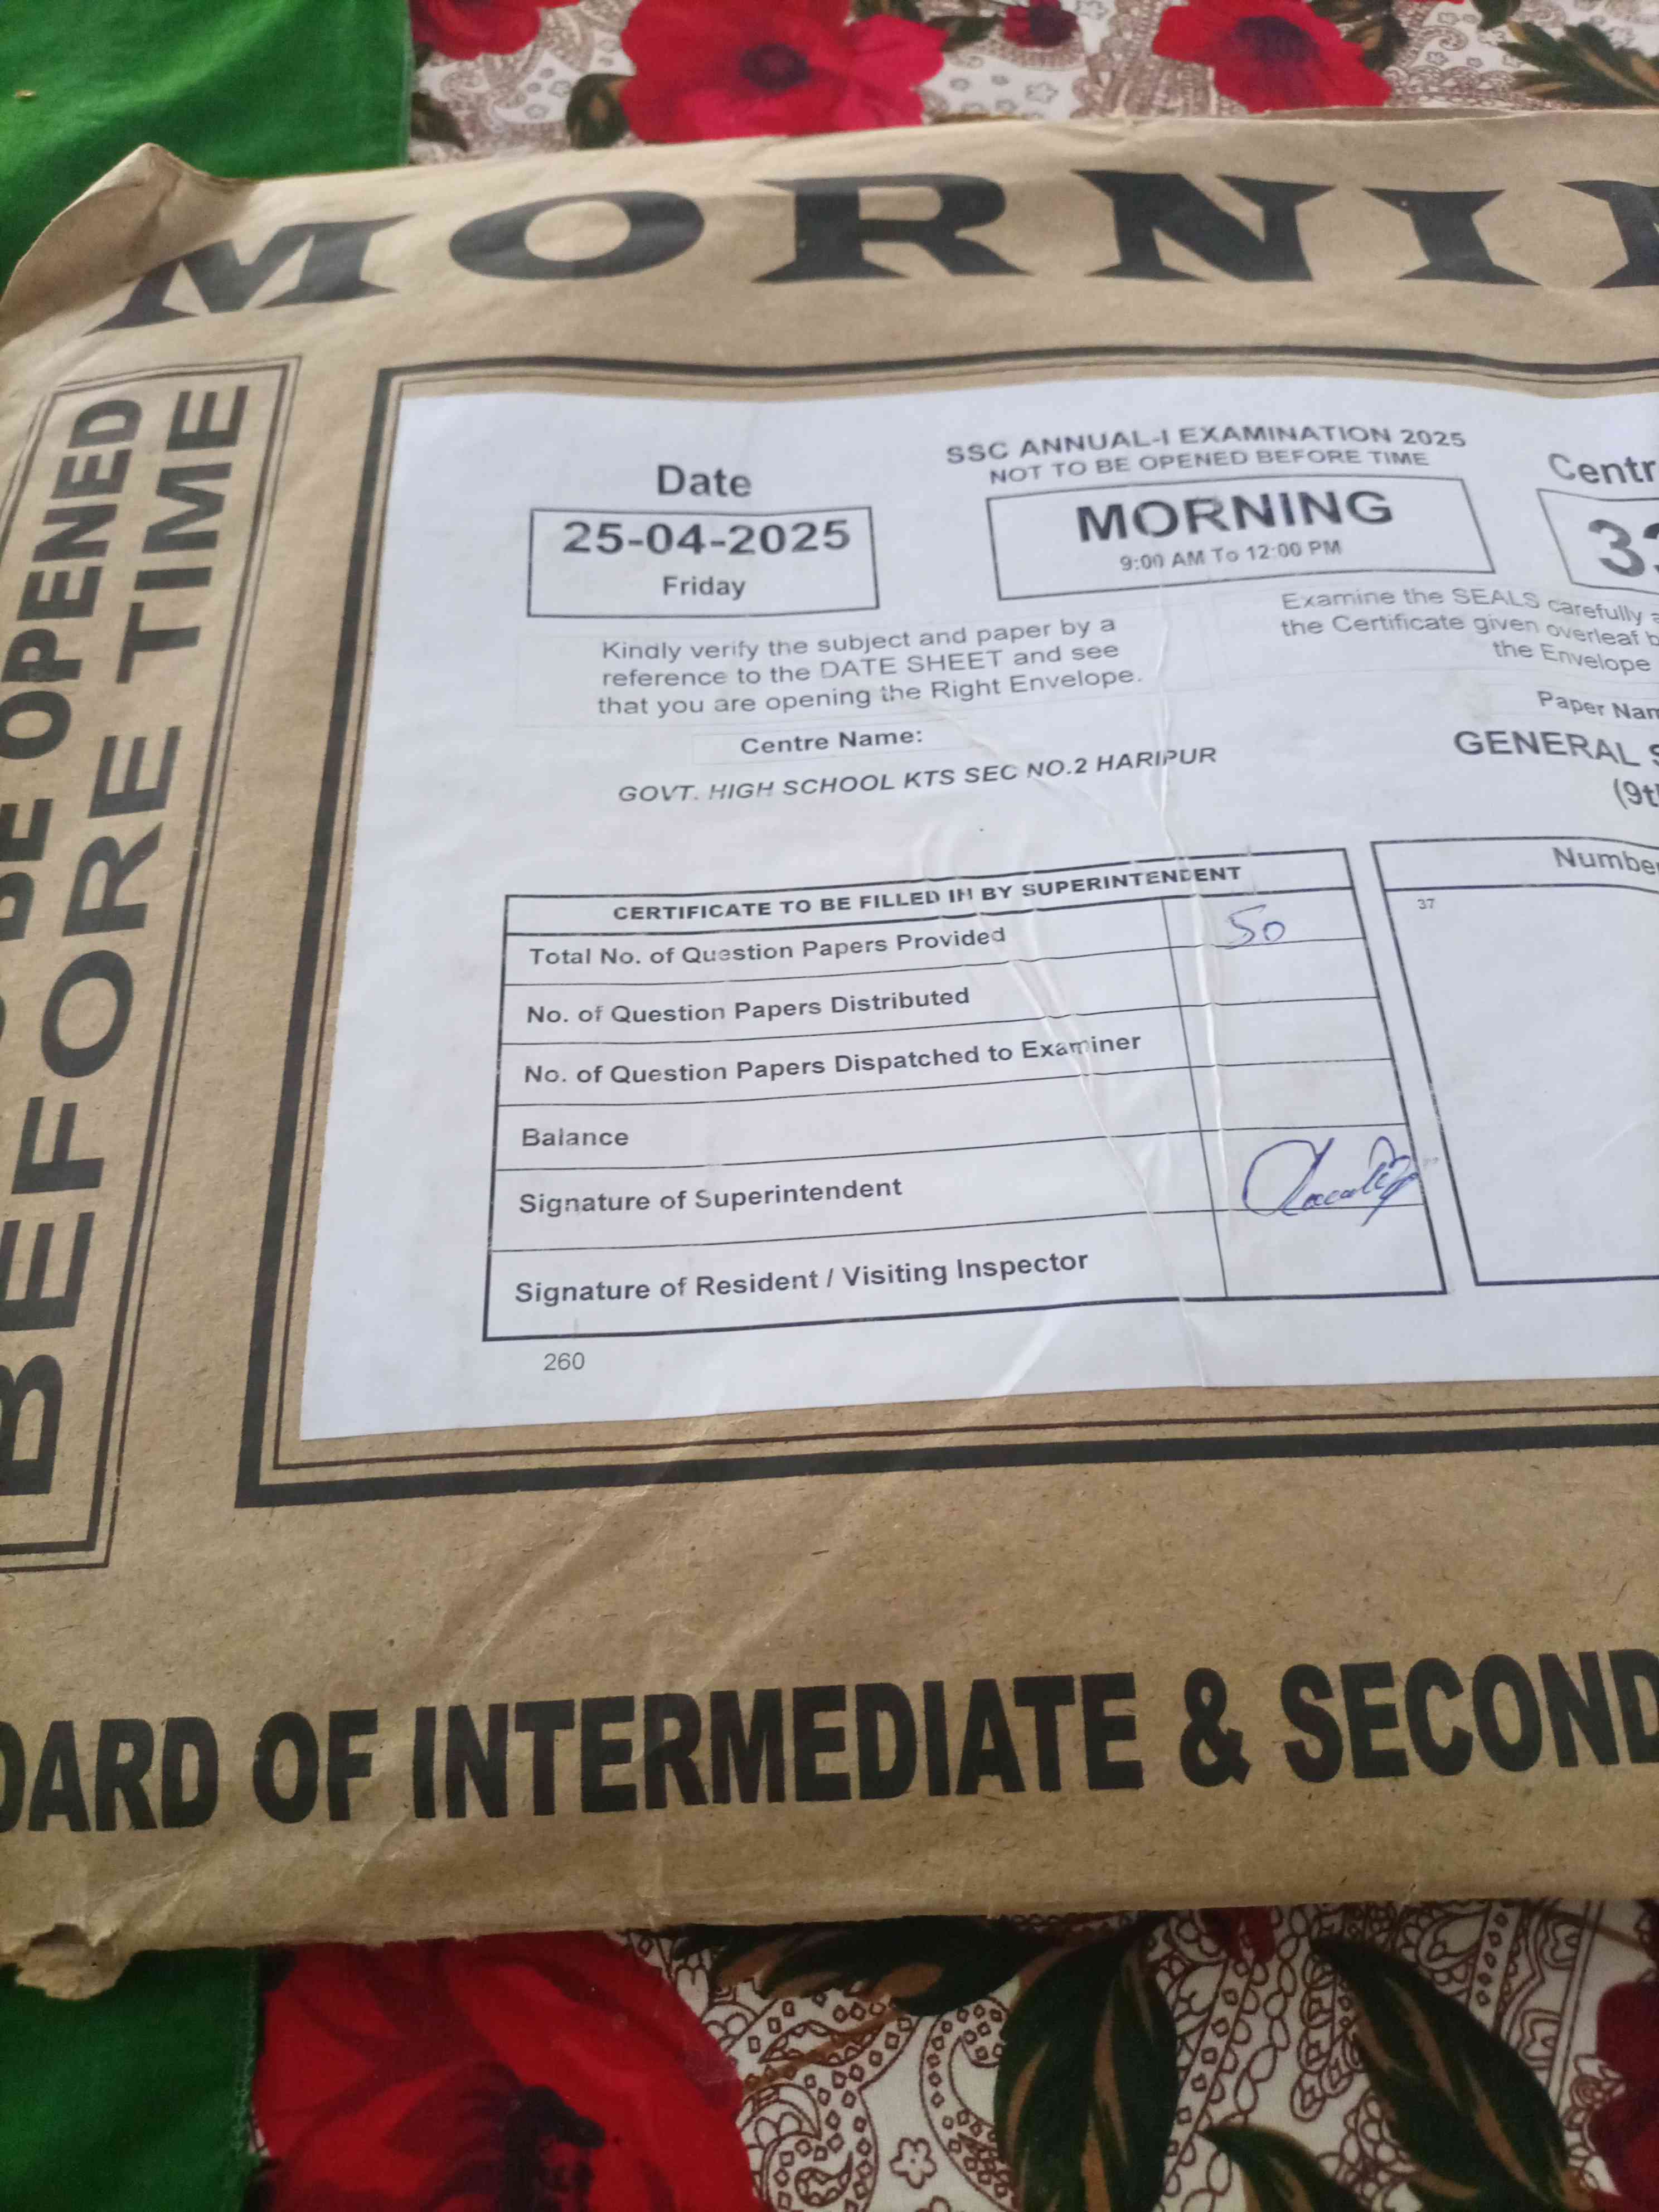 MORNI
BE OPENED
BEFORE TIME
SSC ANNUAL-I EXAMINATION 2025
NOT TO BE OPENED BEFORE TIME
Date
25-04-2025
Friday
MORNING
9:00 AM To 12:00 PM
Centr
Kindly verify the subject and paper by a
reference to the DATE SHEET and see
that you are opening the Right Envelope.
Examine the SEALS carefully
the Certificate given overleaf
the Envelope
Paper Nam
Centre Name:
GOVT. HIGH SCHOOL KTS SEC NO.2 HARIPUR
GENERAL S
(9t
CERTIFICATE TO BE FILLED IN BY SUPERINTENDENT
Total No. of Question Papers Provided 50
No. of Question Papers Distributed
No. of Question Papers Dispatched to Examiner
Balance
Signature of Superintendent
Signature of Resident / Visiting Inspector
Number
37
260
OARD OF INTERMEDIATE & SECOND